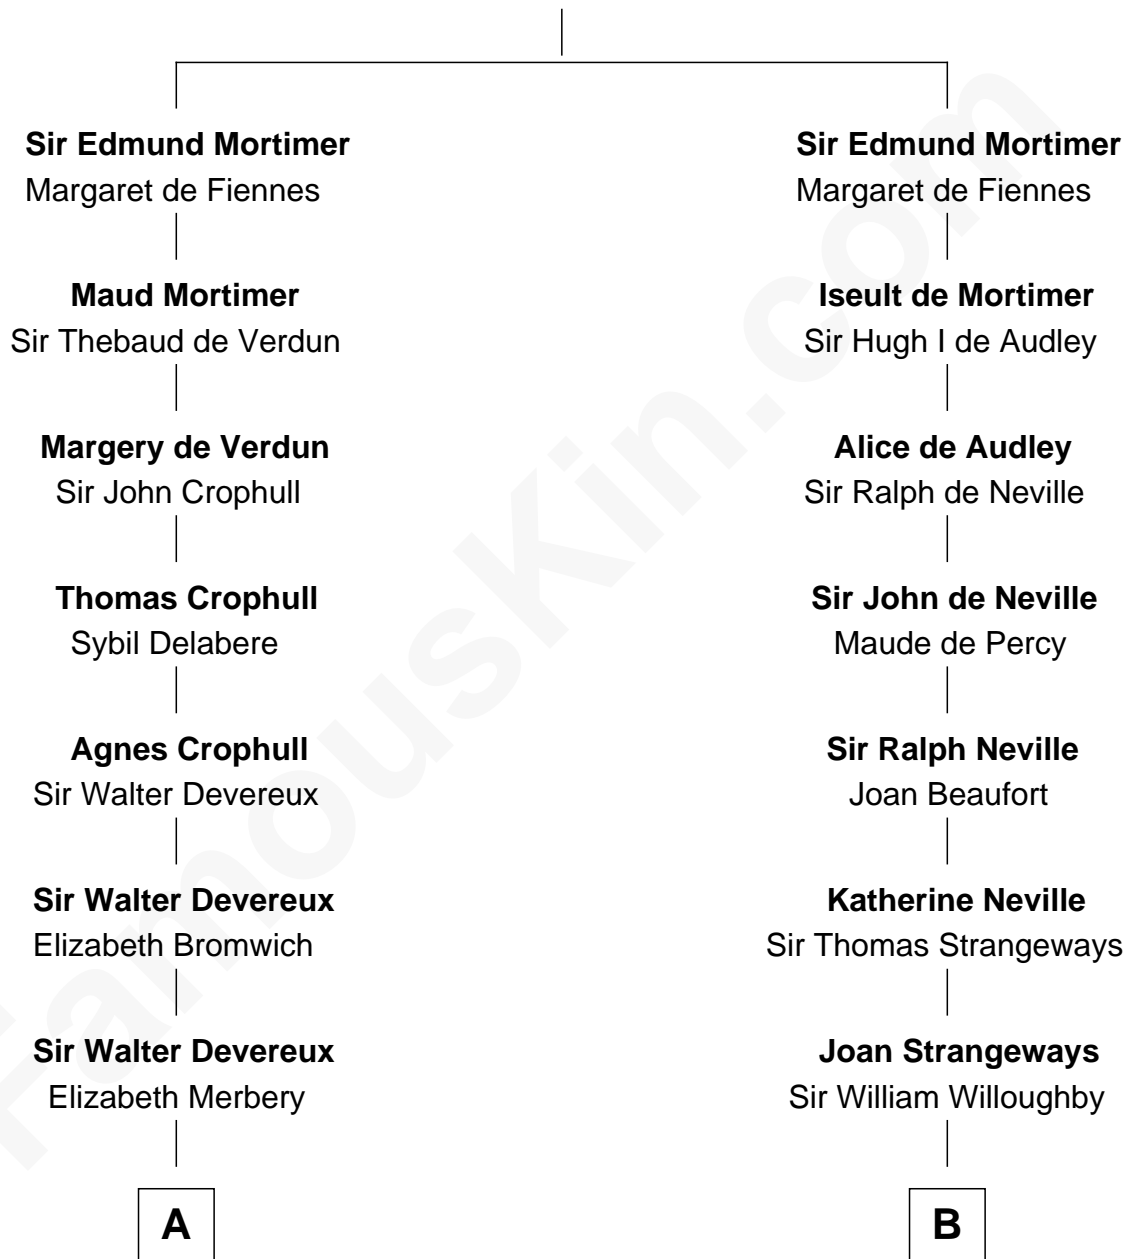 Sir Edmund Mortimer
Margaret de Fiennes
Maud Mortimer
Sir Thebaud de Verdun
Margery de Verdun
Sir John Crophull
Thomas Crophull
Sybil Delabere
Agnes Crophull
Sir Walter Devereux
Sir Walter Devereux
Elizabeth Bromwich
Sir Walter Devereux
Elizabeth Merbery
A
Sir Edmund Mortimer
Margaret de Fiennes
Iseult de Mortimer
Sir Hugh I de Audley
Alice de Audley
Sir Ralph de Neville
Sir John de Neville
Maude de Percy
Sir Ralph Neville
Joan Beaufort
Katherine Neville
Sir Thomas Strangeways
Joan Strangeways
Sir William Willoughby
B
FamousKin.com